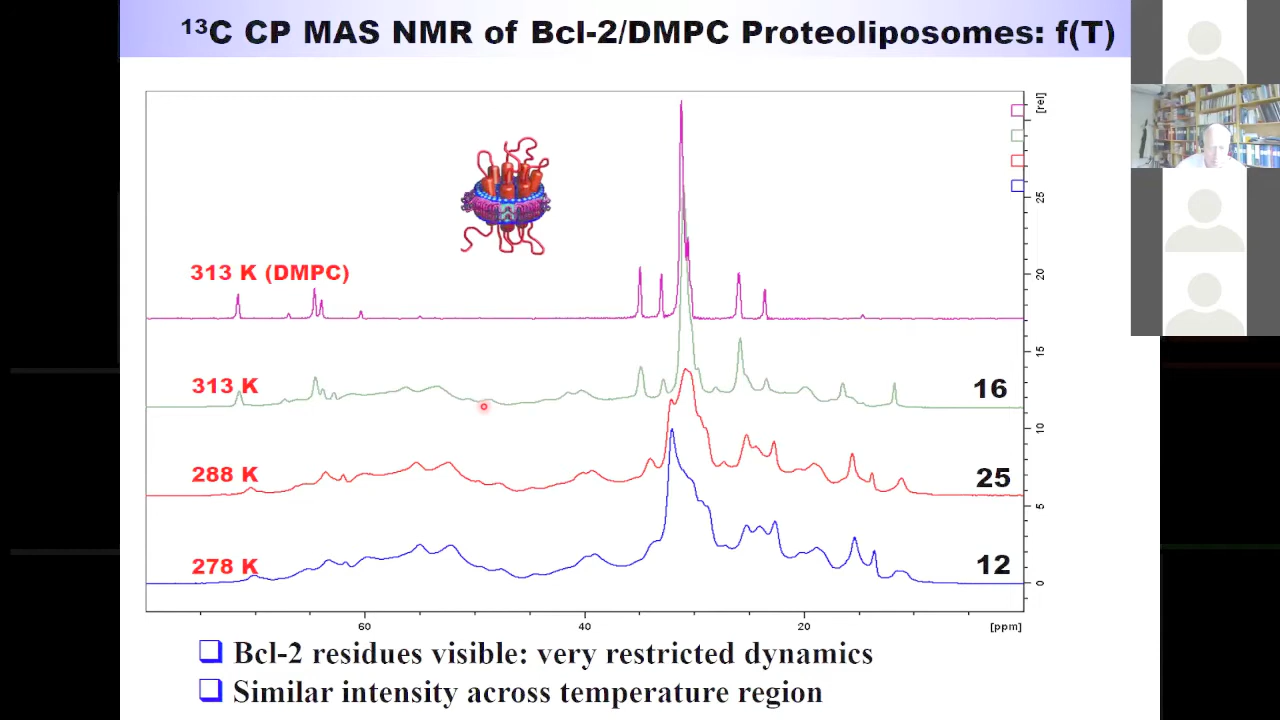 ¹³C CP MAS NMR of Bcl-2/DMPC Proteoliposomes: f(T)
[rel]
25
313 K (DMPC)
20
15
313 K
16
10
288 K
25
5
278 K
12
0
60
40
20
[ppm]
❑ Bcl-2 residues visible: very restricted dynamics
❑ Similar intensity across temperature region